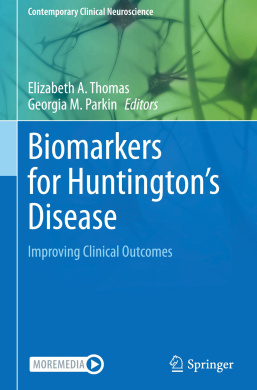 Contemporary Clinical Neuroscience
Elizabeth A. Thomas
Georgia M. Parkin Editors
Biomarkers
for Huntington's
Disease
Improving Clinical Outcomes
MOREMEDIA
Springer